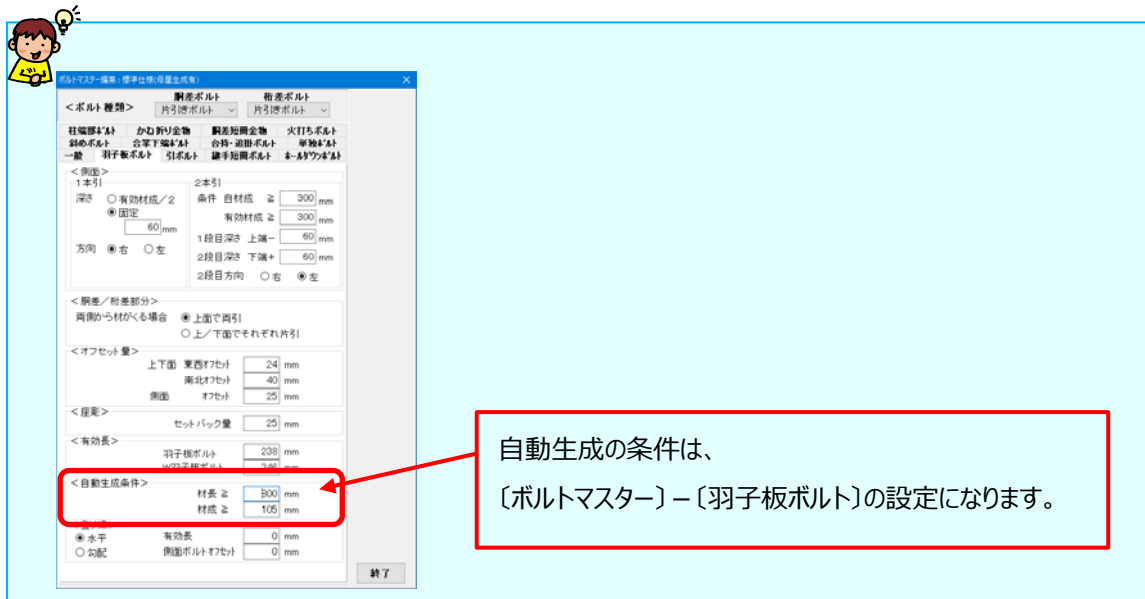 ボルトマスター編集:標準仕様(母屋生成有) ×
胴差ボルト 桁差ボルト
<ボルト種類> 片引きボルト 片引きボルト
柱端部ボルト かね折り金物 胴差短冊金物 火打ちボルト
斜めボルト 合掌下端ボルト 台持・追掛ボルト 単独ボルト
一般 羽子板ボルト 引ボルト 継手短冊ボルト ホールダウンボルト
<側面>
1本引 2本引
深さ 有効材成/2 条件 自材成 ≧ 300 mm
固定 有効材成 ≧ 300 mm
60 mm 1段目深さ 上端- 60 mm
方向 右 左 2段目深さ 下端+ 60 mm
2段目方向 右 左
<胴差/桁差部分>
両側から材がくる場合 上面で両引
上/下面でそれぞれ片引
<オフセット量>
上下面 東西オフセット 24 mm
南北オフセット 40 mm
側面 オフセット 25 mm
<座彫>
セットバック量 25 mm
<有効長>
羽子板ボルト 238 mm
W羽子板ボルト 246 mm
<自動生成条件>
材長 ≧ 300 mm
材成 ≧ 105 mm
水平 有効長 0 mm
勾配 側面ボルトオフセット 0 mm
終了
自動生成の条件は、
〔ボルトマスター〕-〔羽子板ボルト〕の設定になります。